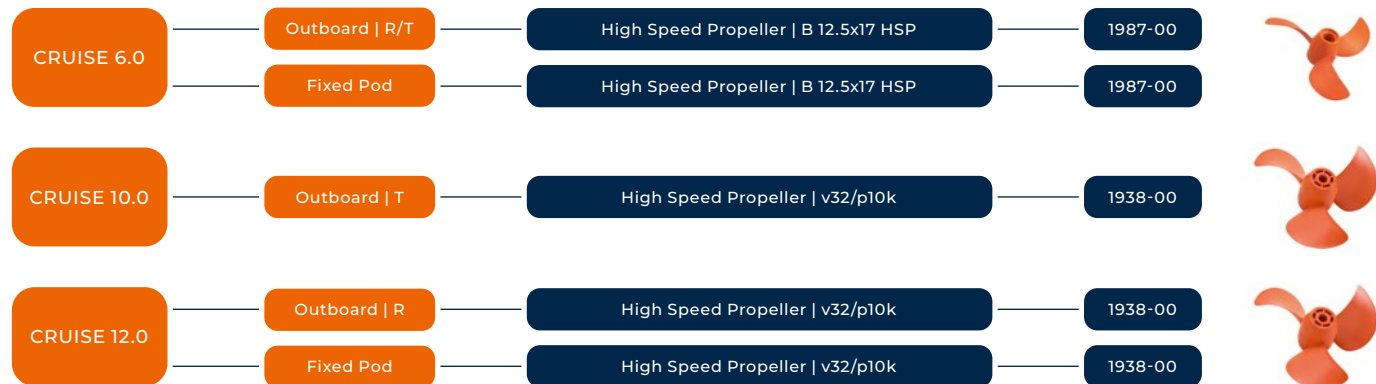 CRUISE 6.0
Outboard | R/T
High Speed Propeller | B 12.5x17 HSP
1987-00
Fixed Pod
High Speed Propeller | B 12.5x17 HSP
1987-00
CRUISE 10.0
Outboard | T
High Speed Propeller | v32/p10k
1938-00
CRUISE 12.0
Outboard | R
High Speed Propeller | v32/p10k
1938-00
Fixed Pod
High Speed Propeller | v32/p10k
1938-00